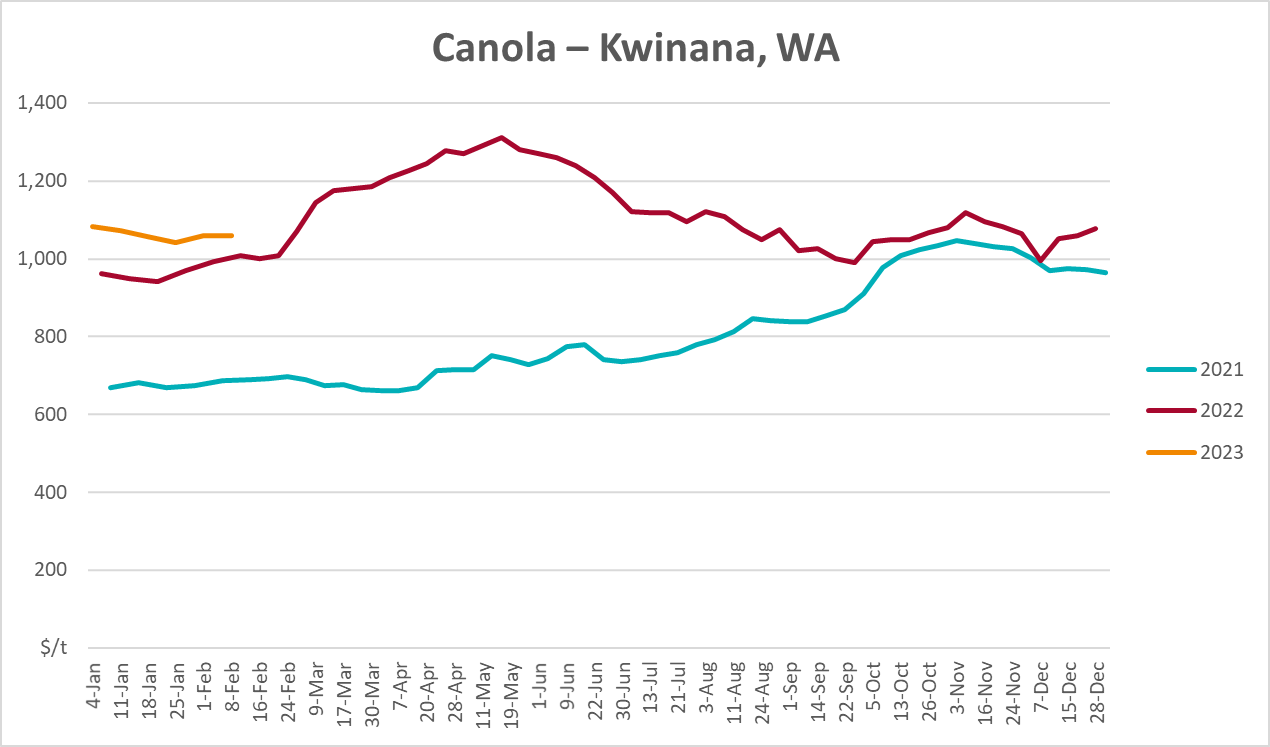 Canola – Kwinana, WA
1,400
1,200
1,000
800
600
400
200
$/t
4-Jan
11-Jan
18-Jan
25-Jan
1-Feb
8-Feb
16-Feb
24-Feb
9-Mar
17-Mar
30-Mar
7-Apr
20-Apr
28-Apr
11-May
19-May
1-Jun
9-Jun
22-Jun
30-Jun
13-Jul
21-Jul
3-Aug
11-Aug
24-Aug
1-Sep
14-Sep
22-Sep
5-Oct
13-Oct
26-Oct
3-Nov
16-Nov
24-Nov
7-Dec
15-Dec
28-Dec
2021
2022
2023